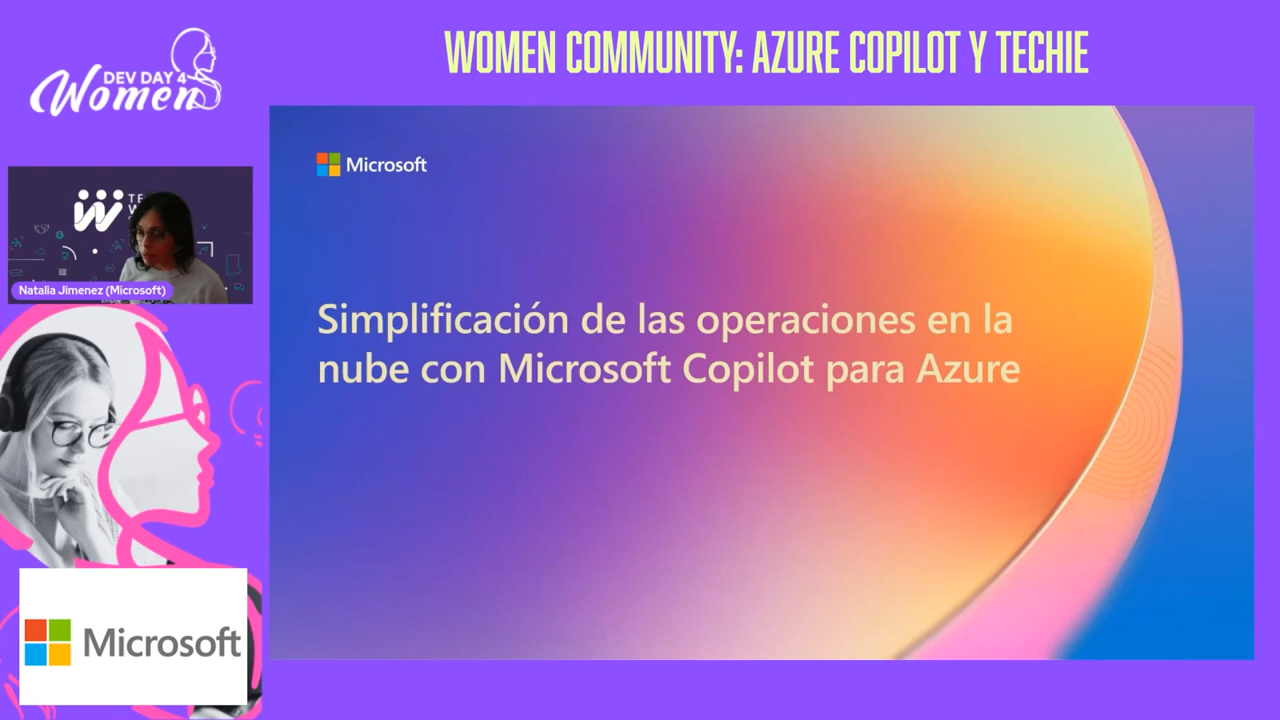 DEV DAY 4
Women
WOMEN COMMUNITY: AZURE COPILOT Y TECHIE
Microsoft
TE
W
Natalia Jimenez (Microsoft)
Simplificación de las operaciones en la
nube con Microsoft Copilot para Azure
Microsoft